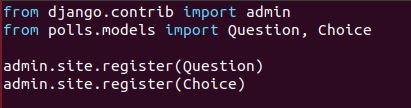 from django.contrib import admin
from polls.models import Question, Choice

admin.site.register(Question)
admin.site.register(Choice)